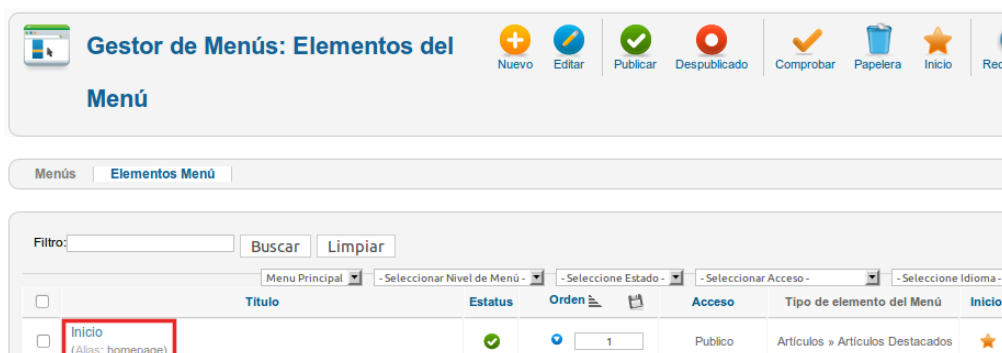 Gestor de Menús: Elementos del
Menú
Nuevo Editar Publicar Despublicado Comprobar Papelera Inicio
Menús Elementos Menú
Filtro: Buscar Limpiar
Menu Principal - Seleccionar Nivel de Menú - - Seleccione Estado - - Seleccionar Acceso - - Seleccione Idioma -
Título Estatus Orden Acceso Tipo de elemento del Menú Inicio
Inicio
(Alias: homepage)
1 Publico Artículos » Artículos Destacados